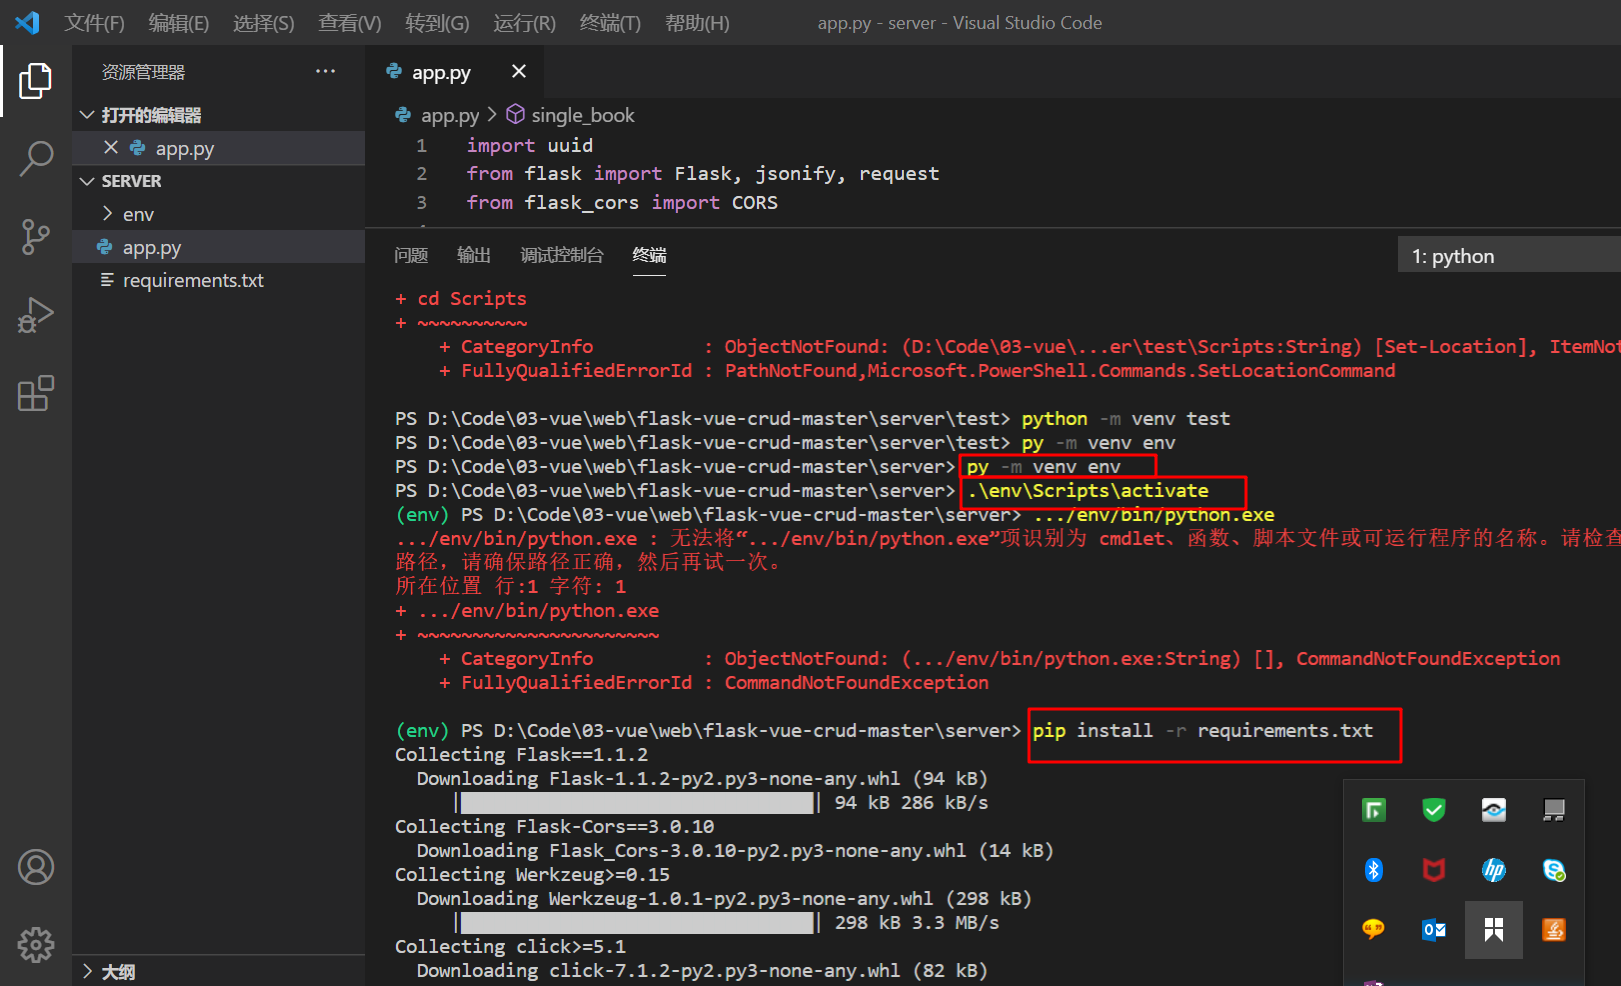 文件(F) 编辑(E) 选择(S) 查看(V) 转到(G) 运行(R) 终端(T) 帮助(H) app.py - server - Visual Studio Code
资源管理器 ···
打开的编辑器
app.py
SERVER
env
app.py
requirements.txt
大纲
app.py
app.py > single_book
1 import uuid
2 from flask import Flask, jsonify, request
3 from flask_cors import CORS
问题 输出 调试控制台 终端 1: python
+ cd Scripts
+ ~~~~~~~~~~
+ CategoryInfo : ObjectNotFound: (D:\Code\03-vue\...er\test\Scripts:String) [Set-Location], ItemNot
+ FullyQualifiedErrorId : PathNotFound,Microsoft.PowerShell.Commands.SetLocationCommand
PS D:\Code\03-vue\web\flask-vue-crud-master\server\test> python -m venv test
PS D:\Code\03-vue\web\flask-vue-crud-master\server\test> py -m venv env
PS D:\Code\03-vue\web\flask-vue-crud-master\server> py -m venv env
PS D:\Code\03-vue\web\flask-vue-crud-master\server> .\env\Scripts\activate
(env) PS D:\Code\03-vue\web\flask-vue-crud-master\server> .../env/bin/python.exe
.../env/bin/python.exe : 无法将“.../env/bin/python.exe”项识别为 cmdlet、函数、脚本文件或可运行程序的名称。请检查
路径，请确保路径正确，然后再试一次。
所在位置 行:1 字符: 1
+ .../env/bin/python.exe
+ ~~~~~~~~~~~~~~~~~~~~~~
+ CategoryInfo : ObjectNotFound: (.../env/bin/python.exe:String) [], CommandNotFoundException
+ FullyQualifiedErrorId : CommandNotFoundException
(env) PS D:\Code\03-vue\web\flask-vue-crud-master\server> pip install -r requirements.txt
Collecting Flask==1.1.2
Downloading Flask-1.1.2-py2.py3-none-any.whl (94 kB)
| | 94 kB 286 kB/s
Collecting Flask-Cors==3.0.10
Downloading Flask_Cors-3.0.10-py2.py3-none-any.whl (14 kB)
Collecting Werkzeug>=0.15
Downloading Werkzeug-1.0.1-py2.py3-none-any.whl (298 kB)
| | 298 kB 3.3 MB/s
Collecting click>=5.1
Downloading click-7.1.2-py2.py3-none-any.whl (82 kB)